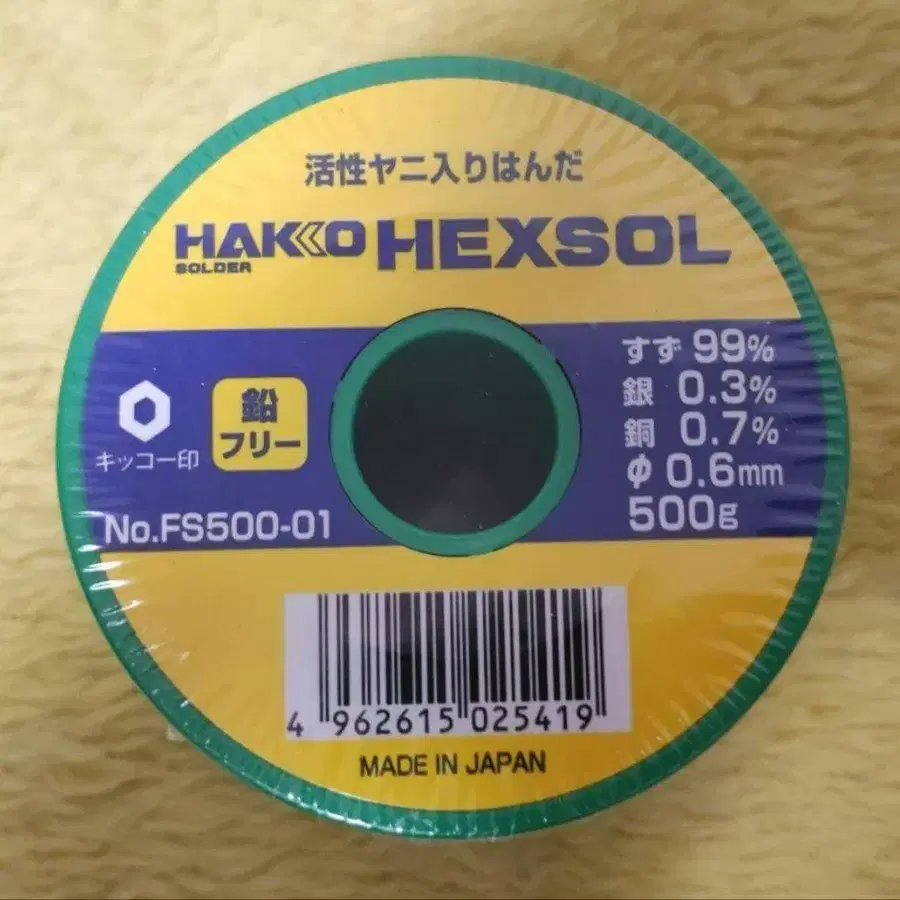 活性ヤニ入りはんだ
HAKKO HEXSOL
SOLDER
すず 99%
銀 0.3%
銅 0.7%
φ 0.6mm
500g
鉛
フリー
キッコー印
No.FS500-01
4 962615 025419
MADE IN JAPAN